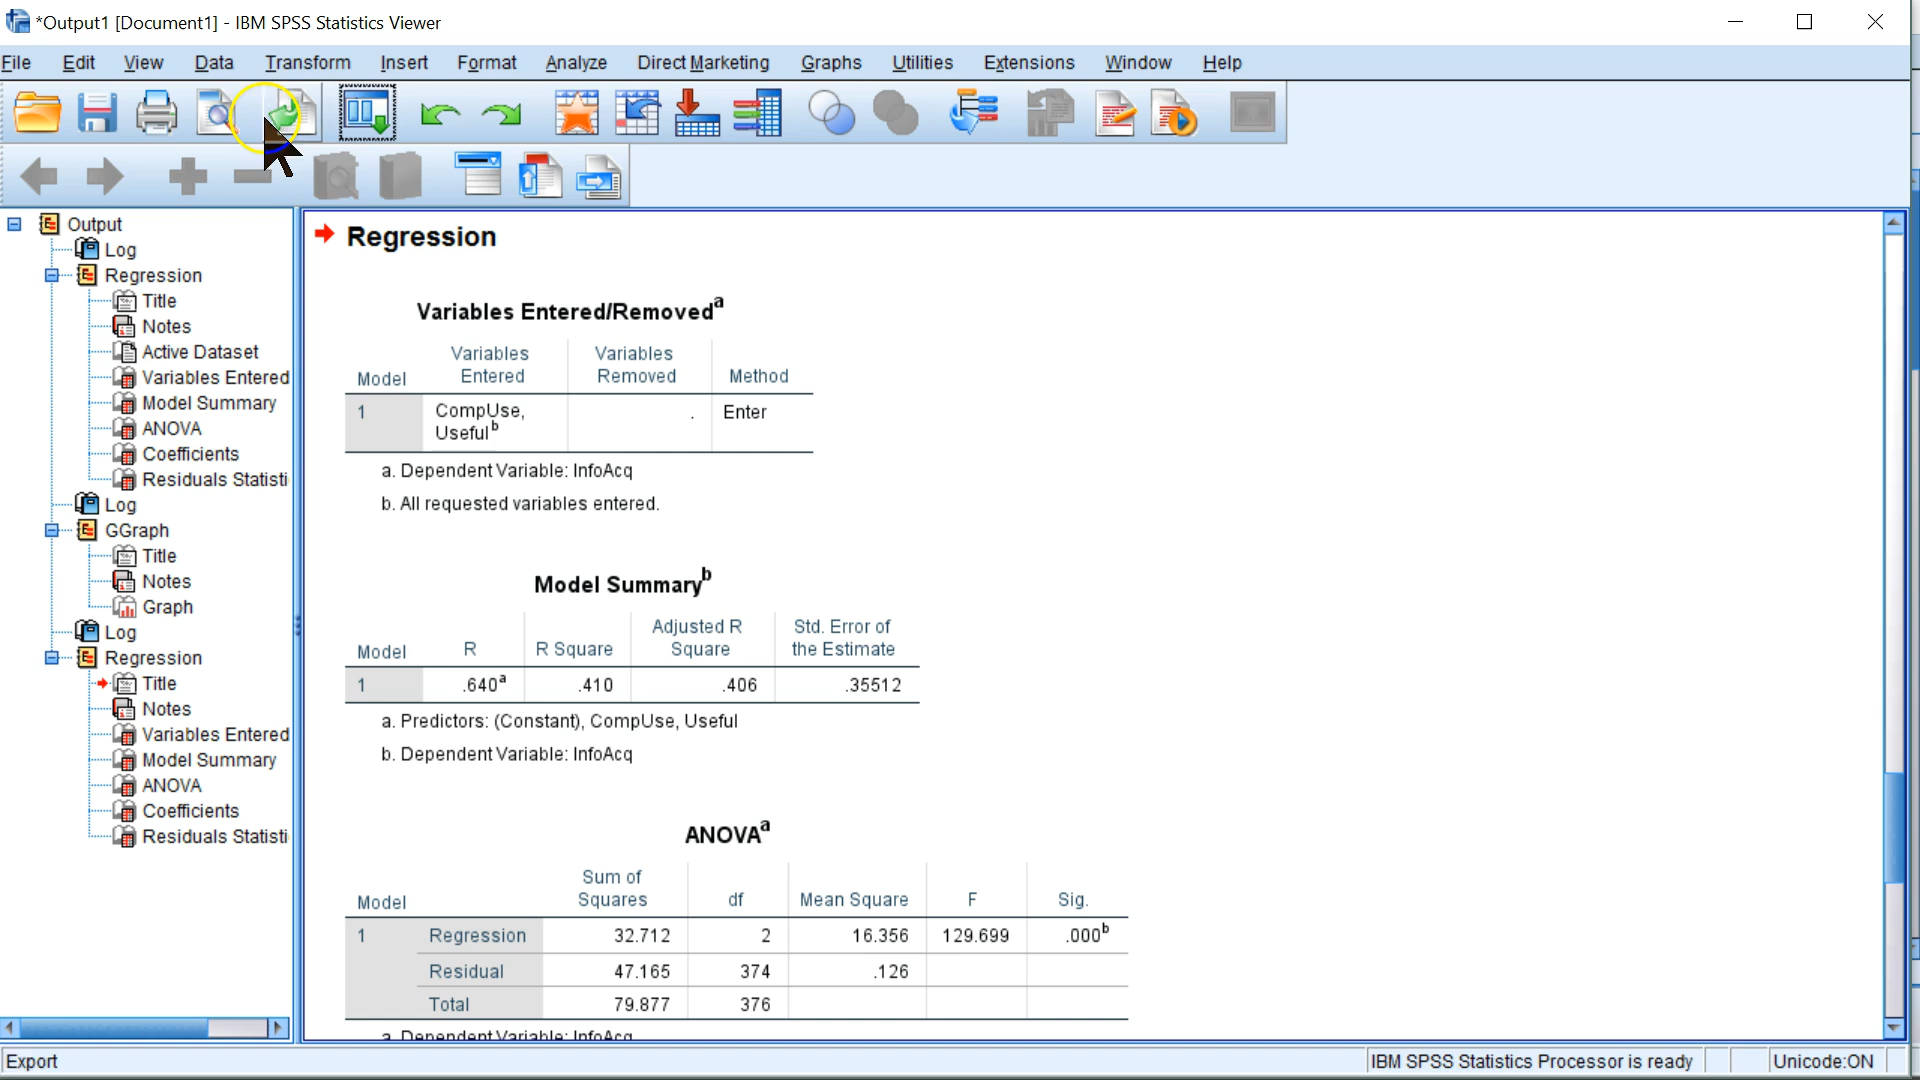 *Output1 [Document1] - IBM SPSS Statistics Viewer
File Edit View Data Transform Insert Format Analyze Direct Marketing Graphs Utilities Extensions Window Help
Output
Log
Regression
Title
Notes
Active Dataset
Variables Entered
Model Summary
ANOVA
Coefficients
Residuals Statisti
Log
GGraph
Title
Notes
Graph
Log
Regression
Title
Notes
Variables Entered
Model Summary
ANOVA
Coefficients
Residuals Statisti
Regression
Variables Entered/Removedᵃ
Variables Variables
Model Entered Removed Method
1 CompUse, . Enter
Usefulᵇ
a. Dependent Variable: InfoAcq
b. All requested variables entered.
Model Summaryᵇ
Adjusted R Std. Error of
Model R R Square Square the Estimate
1 .640ᵃ .410 .406 .35512
a. Predictors: (Constant), CompUse, Useful
b. Dependent Variable: InfoAcq
ANOVAᵃ
Sum of
Model Squares df Mean Square F Sig.
1 Regression 32.712 2 16.356 129.699 .000ᵇ
Residual 47.165 374 .126
Total 79.877 376
a. Dependent Variable: InfoAcq
Export IBM SPSS Statistics Processor is ready Unicode:ON